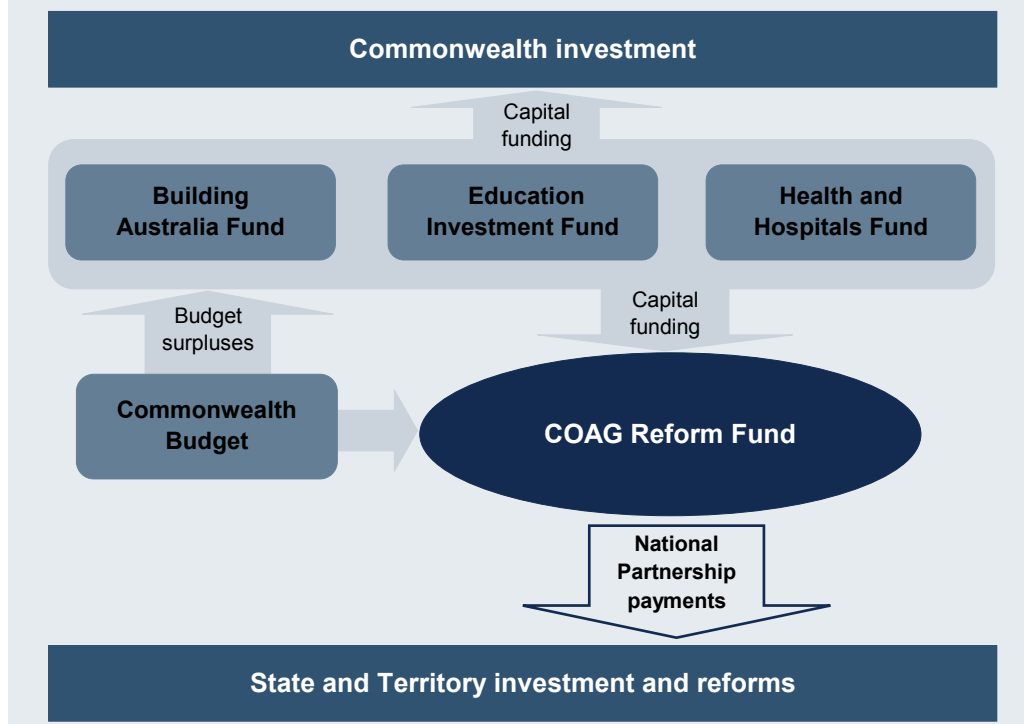 Commonwealth investment
Capital
funding
Building
Australia Fund
Education
Investment Fund
Health and
Hospitals Fund
Budget
surpluses
Capital
funding
Commonwealth
Budget
COAG Reform Fund
National
Partnership
payments
State and Territory investment and reforms